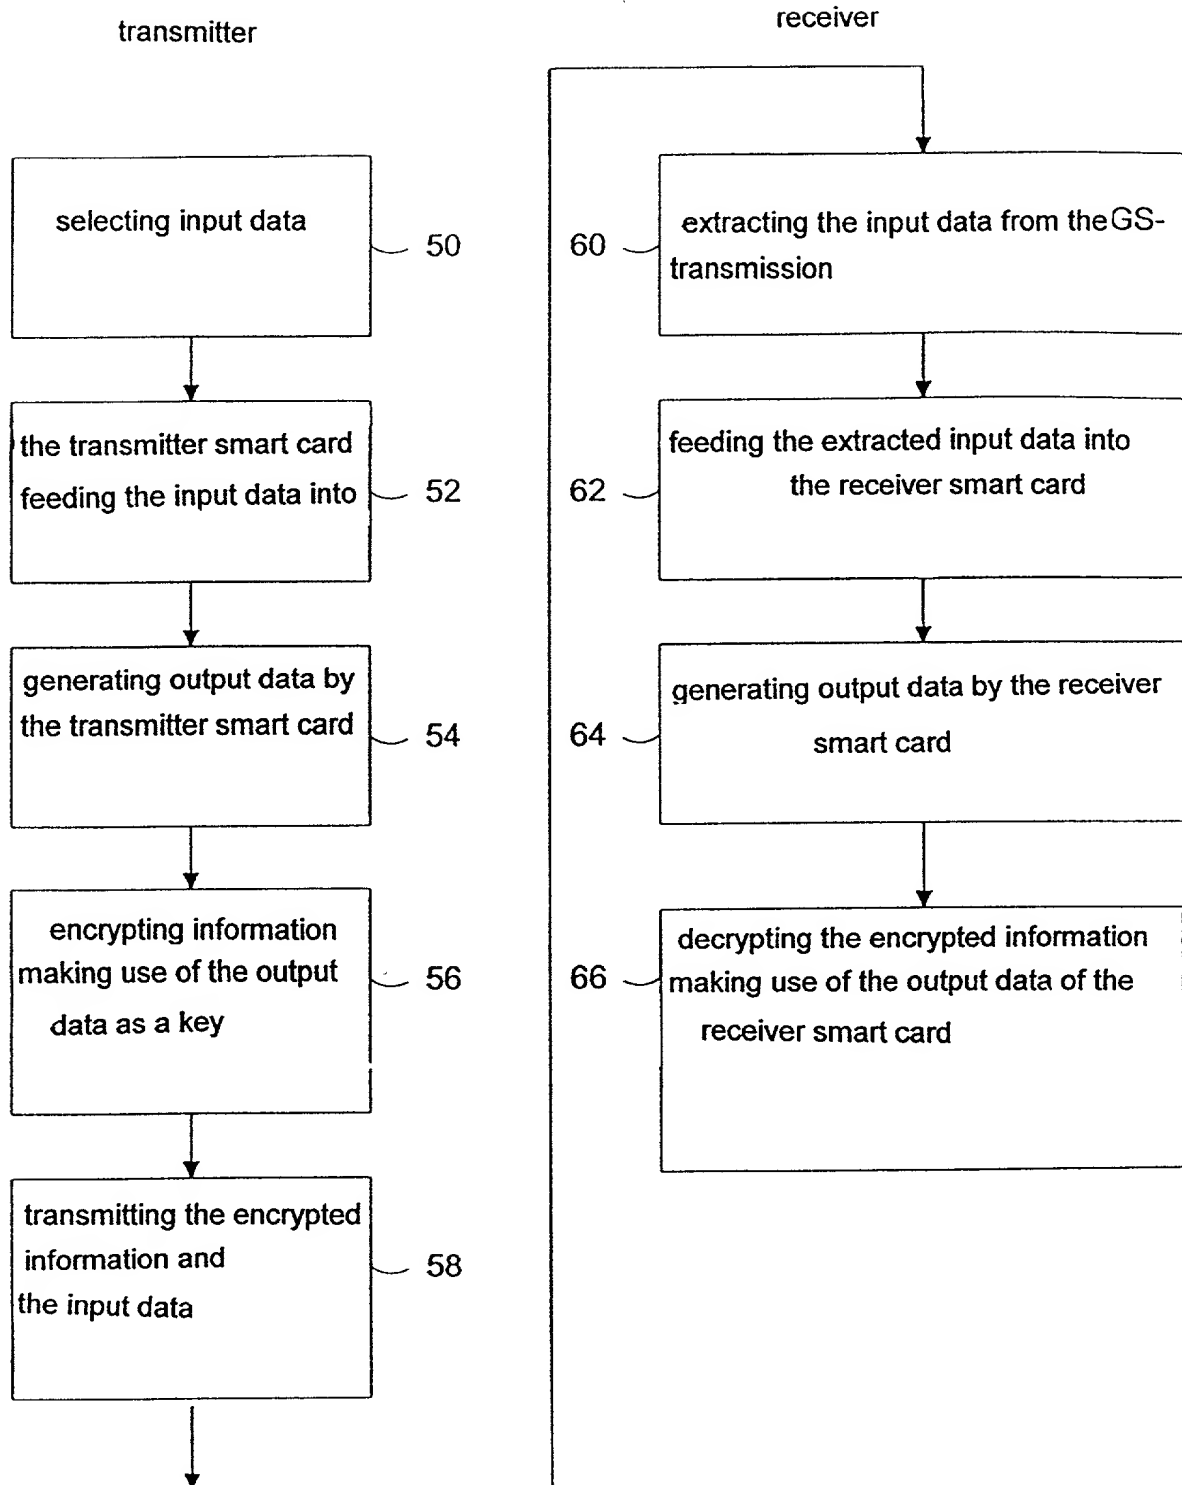 transmitter
selecting input data
50
the transmitter smart card
feeding the input data into
52
generating output data by
the transmitter smart card
54
encrypting information
making use of the output
data as a key
56
transmitting the encrypted
information and
the input data
58
receiver
60
extracting the input data from the GS-
transmission
62
feeding the extracted input data into
the receiver smart card
64
generating output data by the receiver
smart card
66
decrypting the encrypted information
making use of the output data of the
receiver smart card